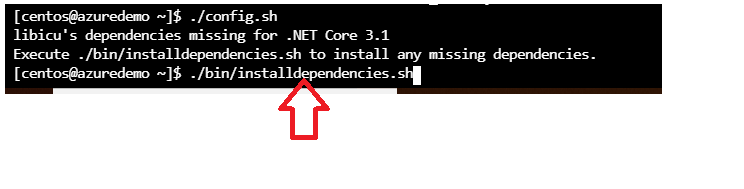 [centos@azuredemo ~]$ ./config.sh
libicu's dependencies missing for .NET Core 3.1
Execute ./bin/installdependencies.sh to install any missing dependencies.
[centos@azuredemo ~]$ ./bin/installdependencies.sh